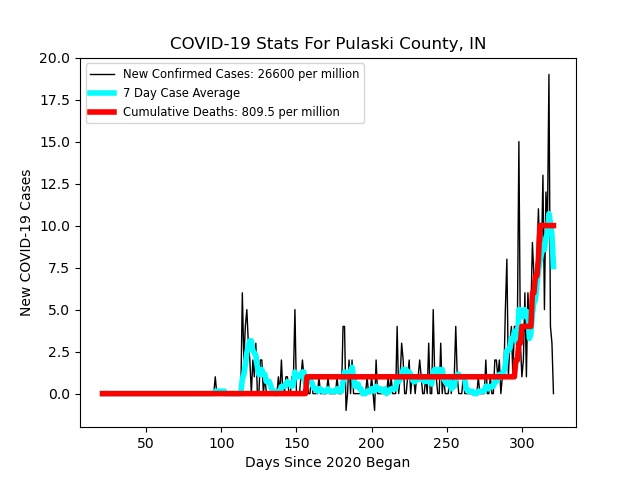 COVID-19 Stats For Pulaski County, IN
New Confirmed Cases: 26600 per million
7 Day Case Average
Cumulative Deaths: 809.5 per million
20.0
17.5
15.0
12.5
10.0
7.5
5.0
2.5
0.0
New COVID-19 Cases
50 100 150 200 250 300
Days Since 2020 Began